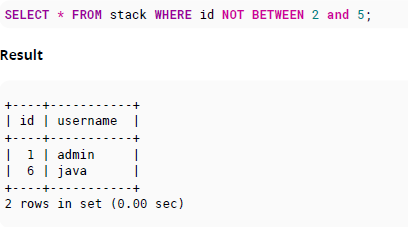 SELECT * FROM stack WHERE id NOT BETWEEN 2 and 5;
Result
+----+-----------+
| id | username  |
+----+-----------+
|  1 | admin     |
|  6 | java      |
+----+-----------+
2 rows in set (0.00 sec)